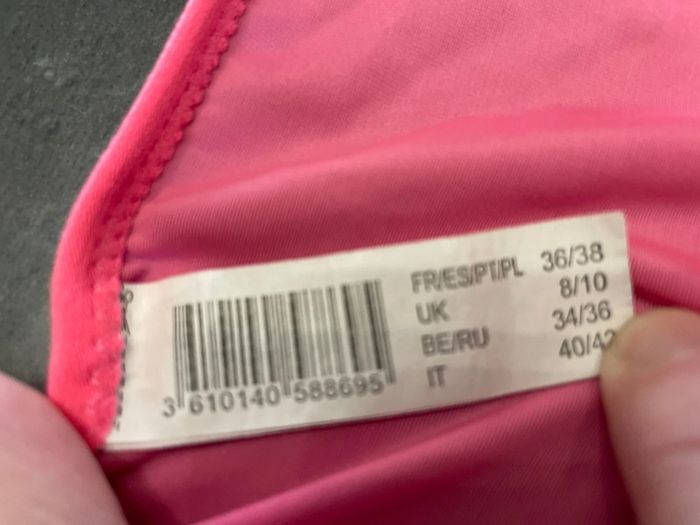 FR/ES/PT/PL 36/38
UK 8/10
BE/RU 34/36
IT 40/42
3 610140 588695